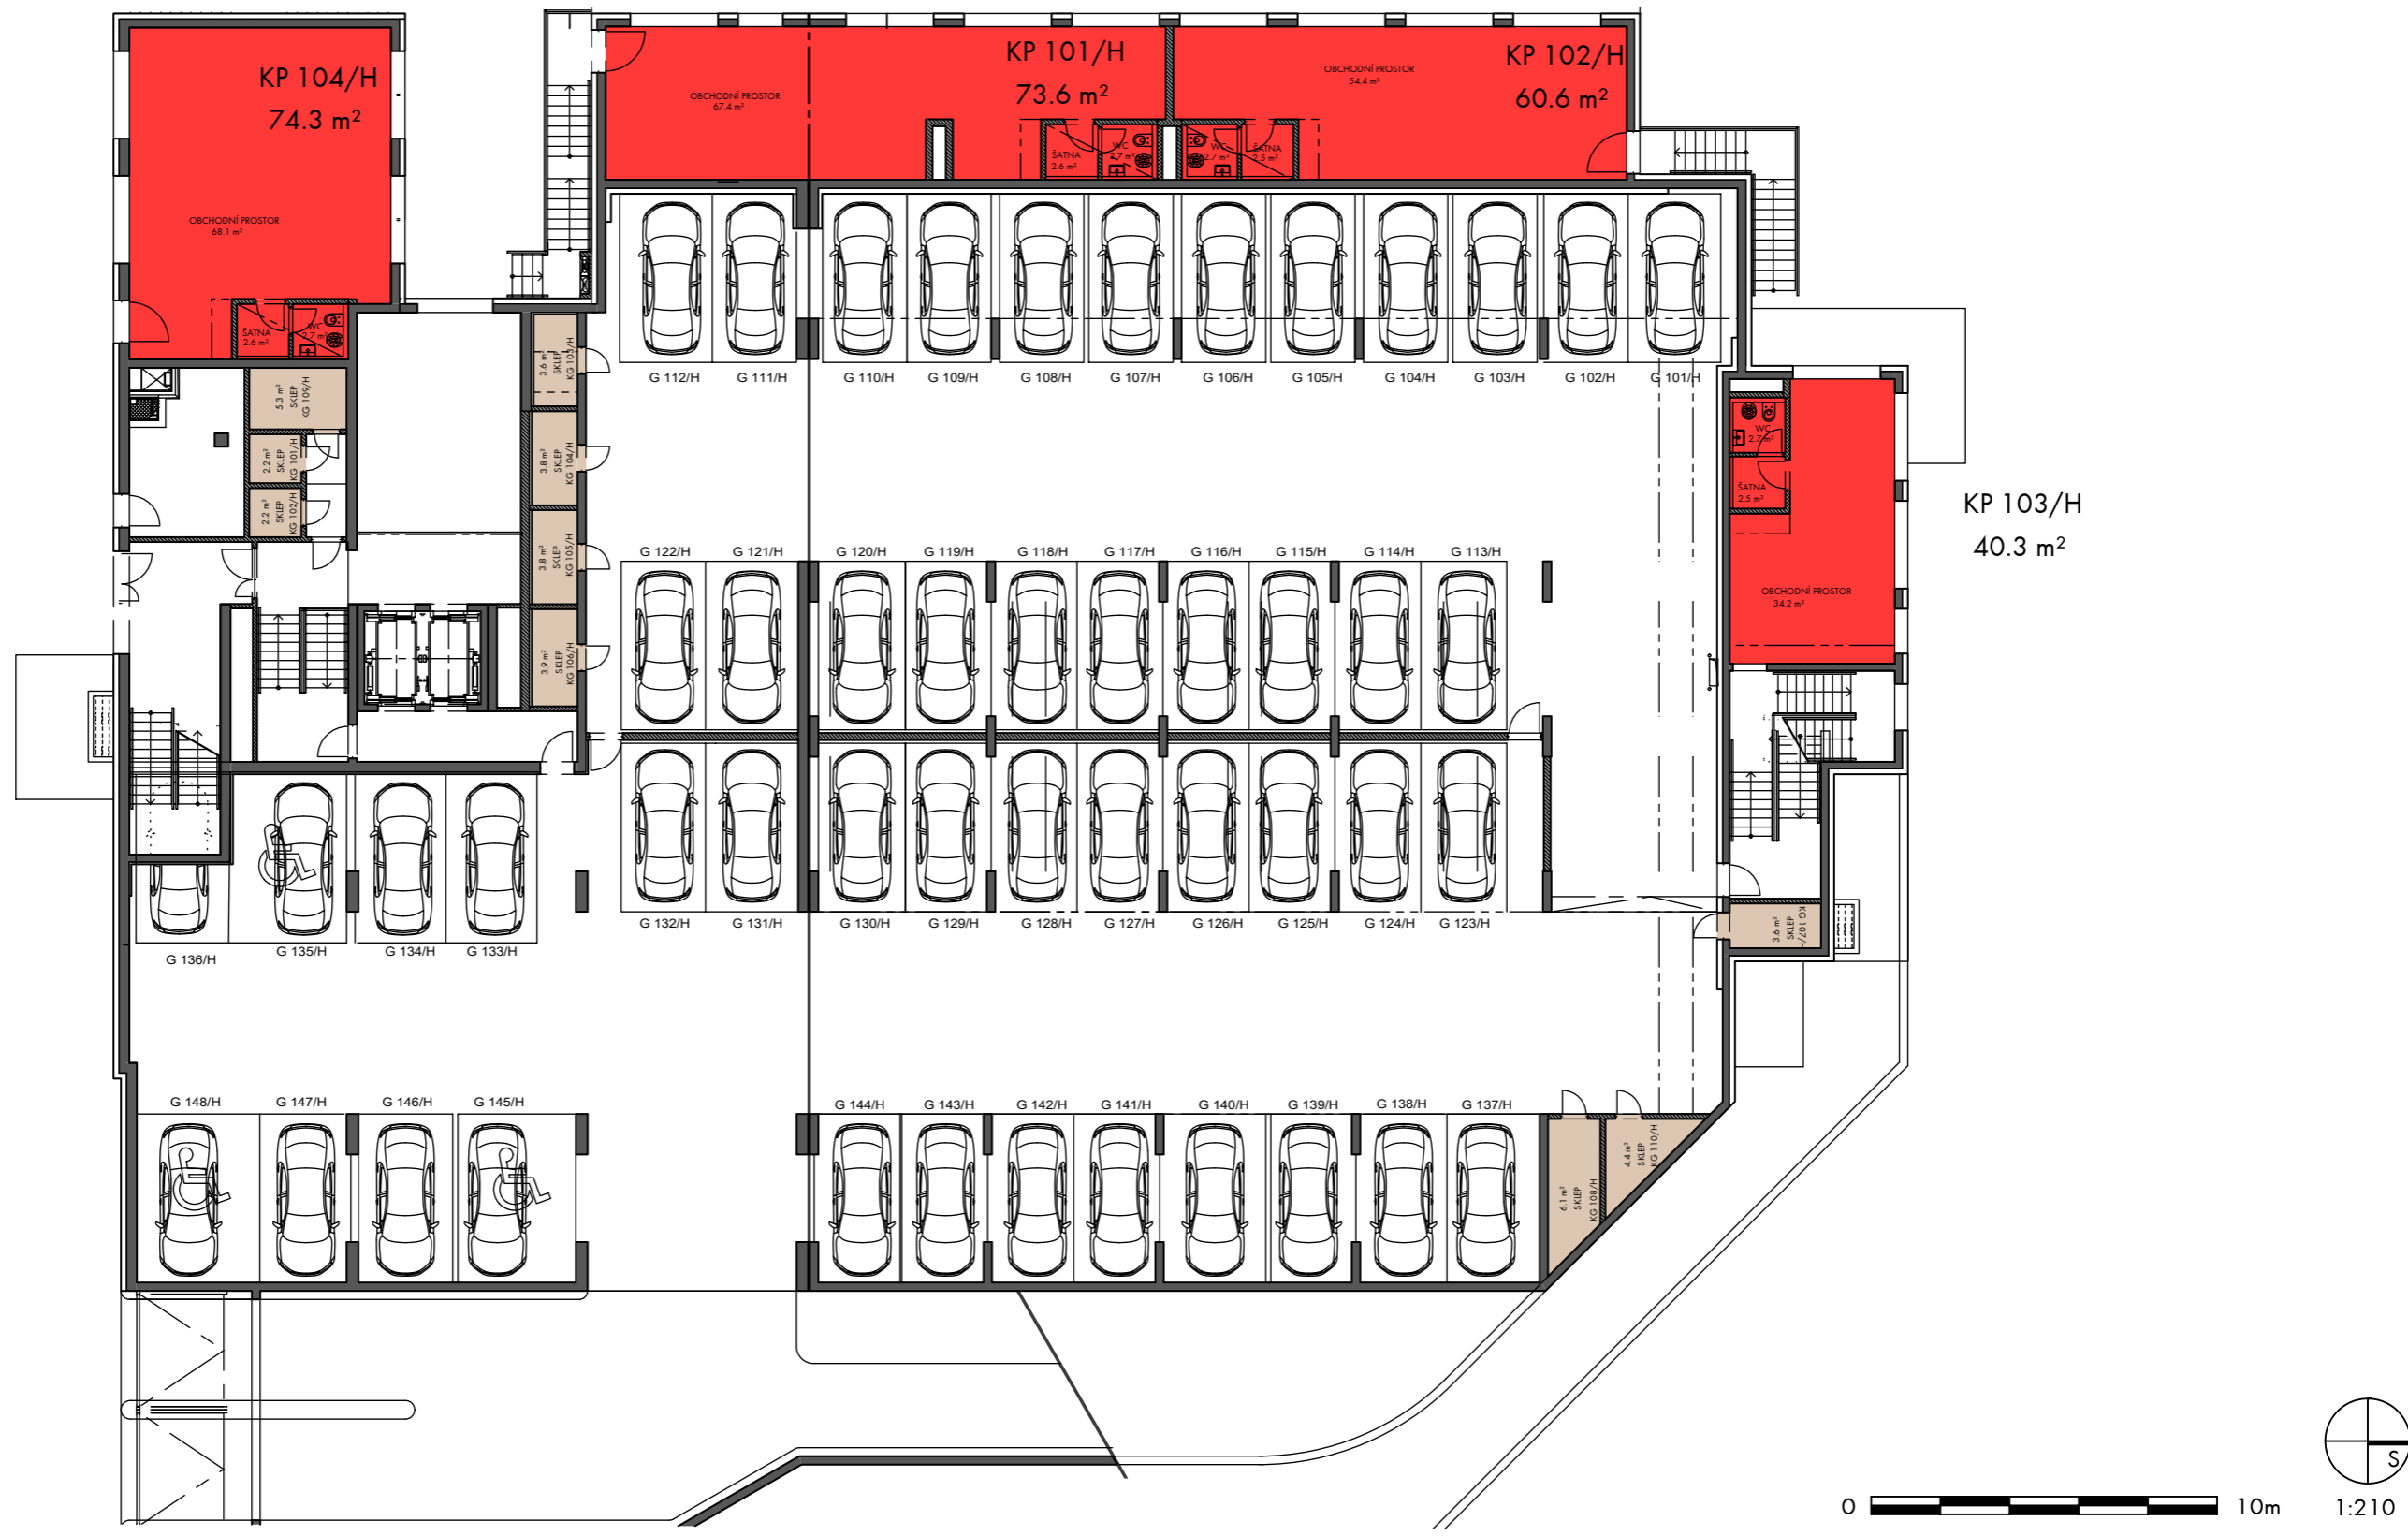 KP 104/H
74.3 m²
OBCHODNÍ PROSTOR
68.1 m²
ŠATNA
2.6 m²
WC
2.7 m²
KP 101/H
73.6 m²
OBCHODNÍ PROSTOR
67.4 m²
ŠATNA
2.6 m²
WC
2.7 m²
KP 102/H
60.6 m²
OBCHODNÍ PROSTOR
54.4 m²
WC
2.7 m²
ŠATNA
2.5 m²
G 112/H
G 111/H
G 110/H
G 109/H
G 108/H
G 107/H
G 106/H
G 105/H
G 104/H
G 103/H
G 102/H
G 101/H
5.3 m²
SKLEP
KG 109/H
2.2 m²
SKLEP
KG 101/H
2.2 m²
SKLEP
KG 102/H
3.6 m²
SKLEP
KG 103/H
3.8 m²
SKLEP
KG 104/H
3.8 m²
SKLEP
KG 105/H
3.9 m²
SKLEP
KG 106/H
WC
2.7 m²
ŠATNA
2.5 m²
OBCHODNÍ PROSTOR
34.2 m²
KP 103/H
40.3 m²
G 122/H
G 121/H
G 120/H
G 119/H
G 118/H
G 117/H
G 116/H
G 115/H
G 114/H
G 113/H
G 132/H
G 131/H
G 130/H
G 129/H
G 128/H
G 127/H
G 126/H
G 125/H
G 124/H
G 123/H
G 136/H
G 135/H
G 134/H
G 133/H
3.6 m²
SKLEP
KG 107/H
G 148/H
G 147/H
G 146/H
G 145/H
G 144/H
G 143/H
G 142/H
G 141/H
G 140/H
G 139/H
G 138/H
G 137/H
6.1 m²
SKLEP
KG 108/H
4.4 m²
SKLEP
KG 110/H
S
0
10m
1:210